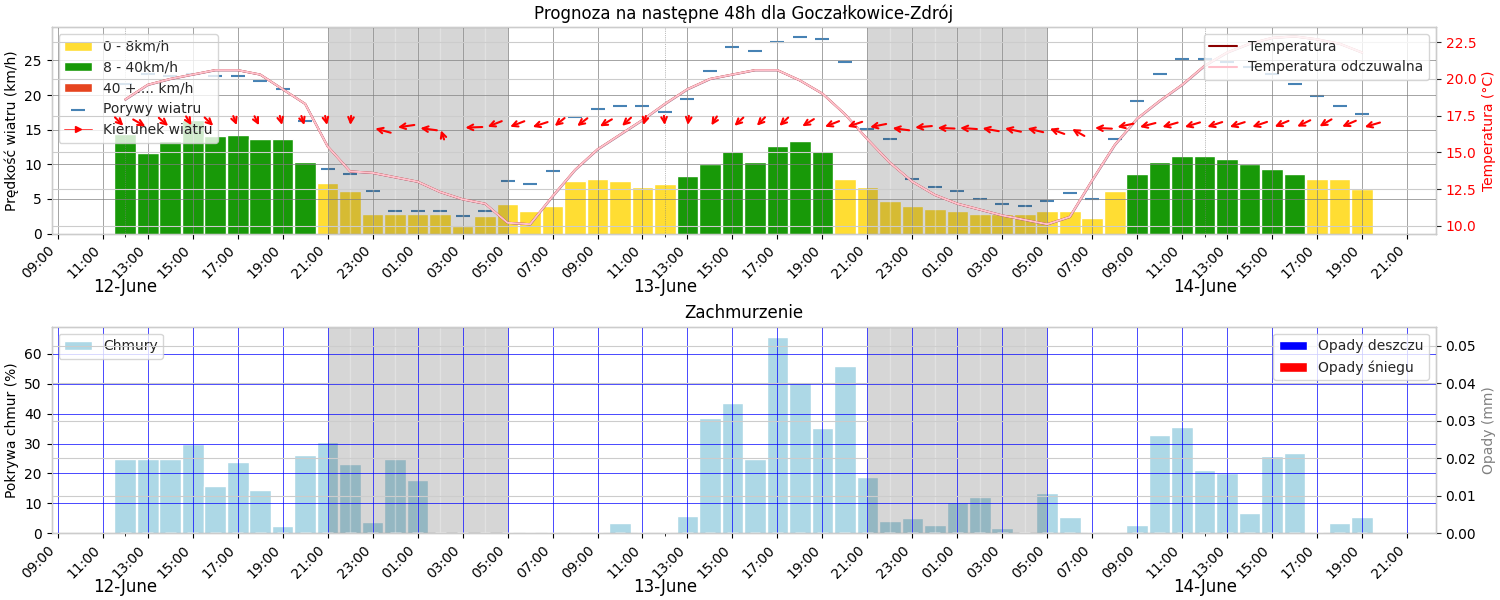 Prognoza na następne 48h dla Goczałkowice-Zdrój
Prędkość wiatru (km/h)
25
20
15
10
5
0
0 - 8km/h
8 - 40km/h
40 + ... km/h
Porywy wiatru
Kierunek wiatru
Temperatura
Temperatura odczuwalna
22.5
20.0
17.5
15.0
12.5
10.0
Temperatura (°C)
09:00 11:00 13:00 15:00 17:00 19:00 21:00 23:00 01:00 03:00 05:00 07:00 09:00 11:00 13:00 15:00 17:00 19:00 21:00 23:00 01:00 03:00 05:00 07:00 09:00 11:00 13:00 15:00 17:00 19:00 21:00
12-June 13-June 14-June
Zachmurzenie
Pokrywa chmur (%)
60
50
40
30
20
10
0
Chmury
Opady deszczu
Opady śniegu
0.05
0.04
0.03
0.02
0.01
0.00
Opady (mm)
09:00 11:00 13:00 15:00 17:00 19:00 21:00 23:00 01:00 03:00 05:00 07:00 09:00 11:00 13:00 15:00 17:00 19:00 21:00 23:00 01:00 03:00 05:00 07:00 09:00 11:00 13:00 15:00 17:00 19:00 21:00
12-June 13-June 14-June